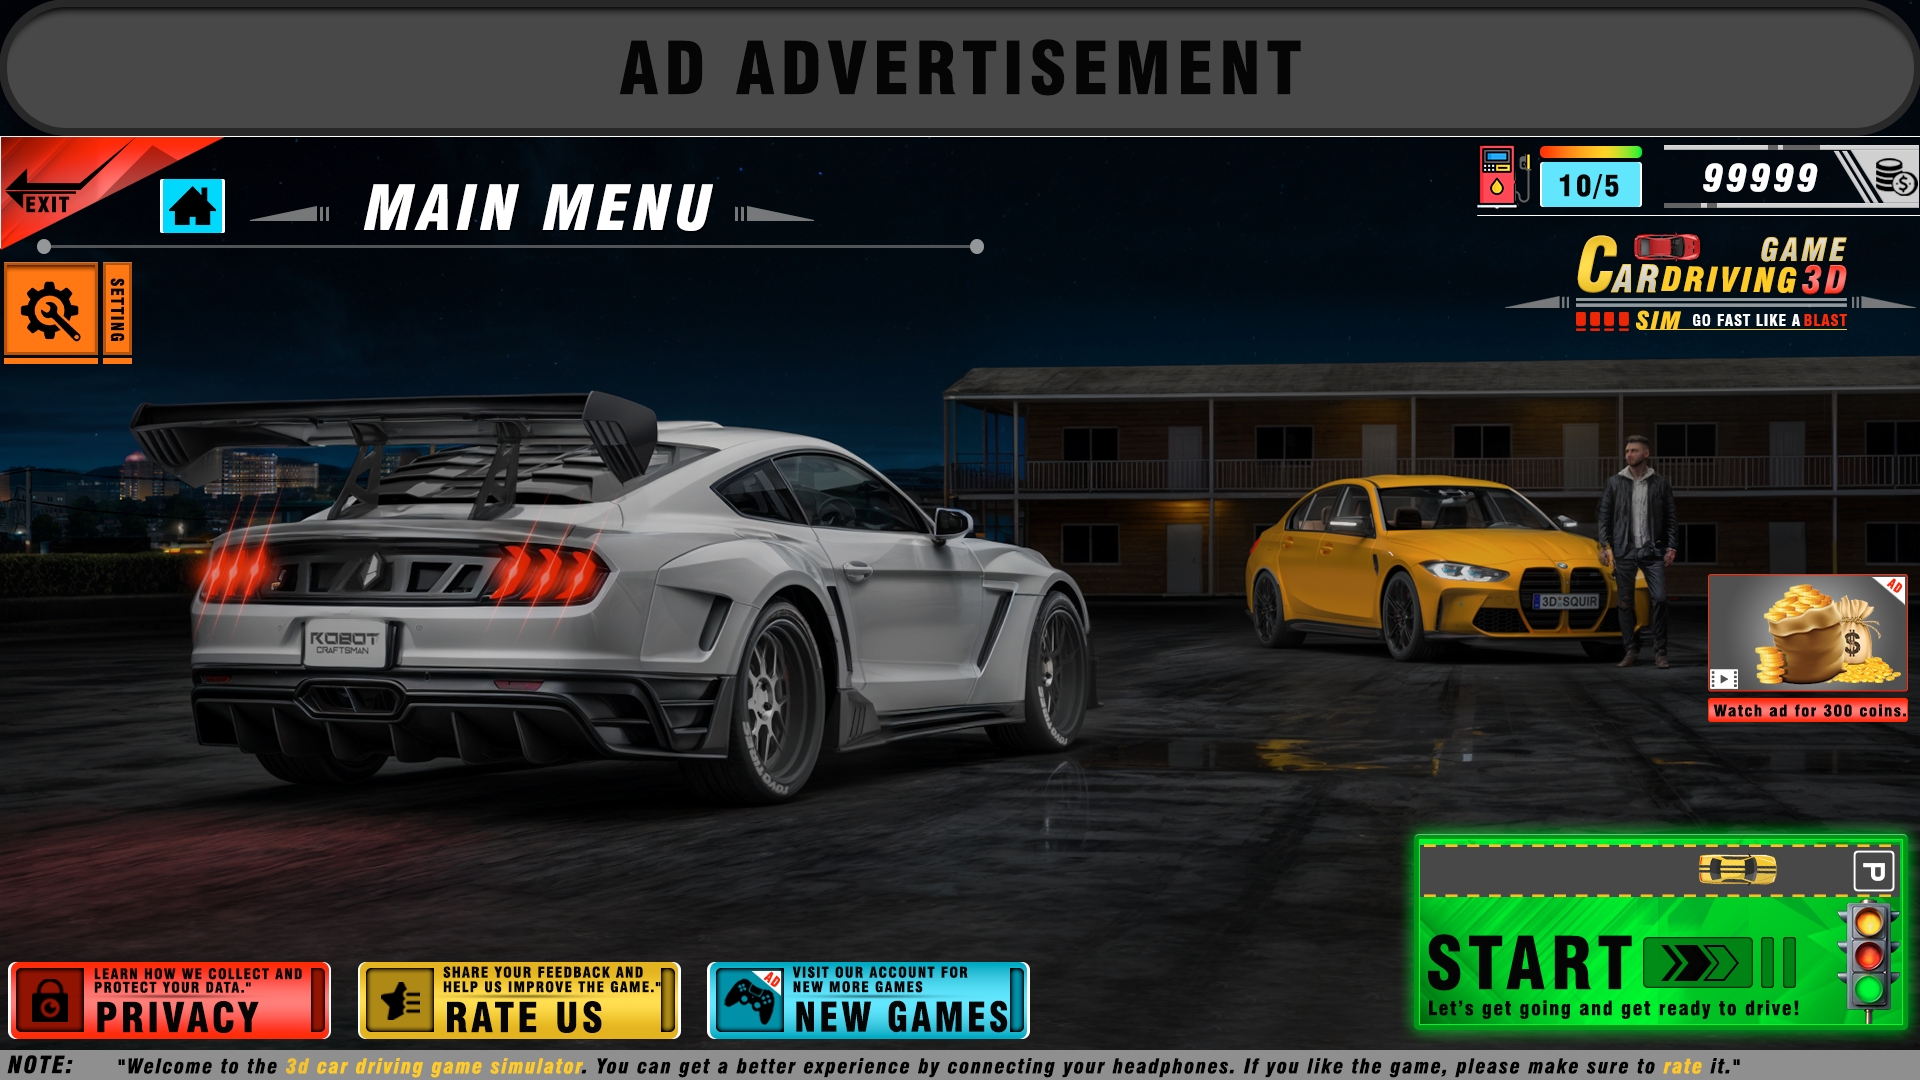 AD ADVERTISEMENT
EXIT
MAIN MENU
10/5
99999
SETTING
GAME
CARDRIVING 3D
!!!! SIM GO FAST LIKE A BLAST
ROBOT
CRAFTSMAN
3D SQUIR
AD
$
Watch ad for 300 coins.
P
START
Let's get going and get ready to drive!
LEARN HOW WE COLLECT AND
PROTECT YOUR DATA."
PRIVACY
SHARE YOUR FEEDBACK AND
HELP US IMPROVE THE GAME."
RATE US
AD
VISIT OUR ACCOUNT FOR
NEW MORE GAMES
NEW GAMES
NOTE: "Welcome to the 3d car driving game simulator. You can get a better experience by connecting your headphones. If you like the game, please make sure to rate it."